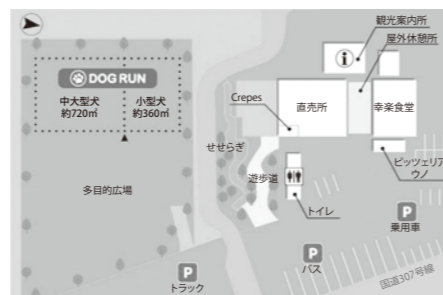 観光案内所
屋外休憩所
DOG RUN
中大型犬
約720㎡
小型犬
約360㎡
Crepes
直売所
幸楽食堂
せせらぎ
遊歩道
ピッツェリア
ウノ
多目的広場
トイレ
P
乗用車
P
バス
P
トラック
国道307号線